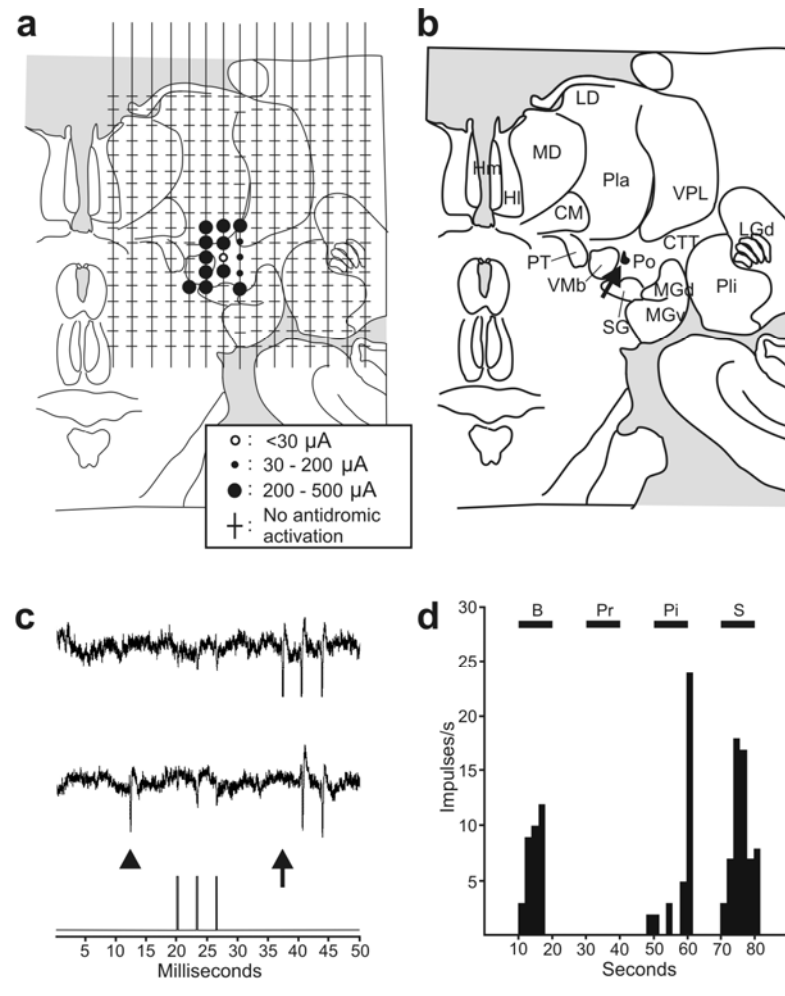 a
<30 µA
30 - 200 µA
200 - 500 µA
No antidromic
activation
b
LD
MD
Hm
Hl
Pla
VPL
CM
LGd
CTT
PT
Po
VMb
MGd
Pli
SG
MGv
c
5 10 15 20 25 30 35 40 45 50
Milliseconds
d
B Pr Pi S
30
25
20
15
10
5
Impulses/s
10 20 30 40 50 60 70 80
Seconds